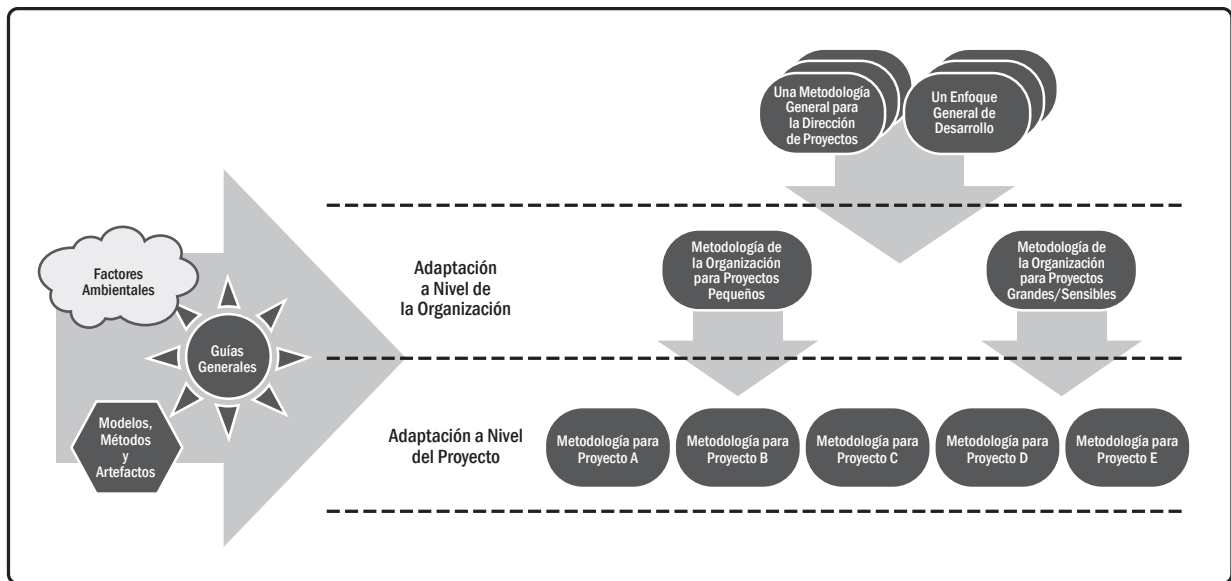 Una Metodología
General para
la Dirección
de Proyectos
Un Enfoque
General de
Desarrollo
Factores
Ambientales
Guías
Generales
Modelos,
Métodos
y
Artefactos
Adaptación
a Nivel de
la Organización
Metodología de
la Organización
para Proyectos
Pequeños
Metodología de
la Organización
para Proyectos
Grandes/Sensibles
Adaptación a Nivel
del Proyecto
Metodología para
Proyecto A
Metodología para
Proyecto B
Metodología para
Proyecto C
Metodología para
Proyecto D
Metodología para
Proyecto E